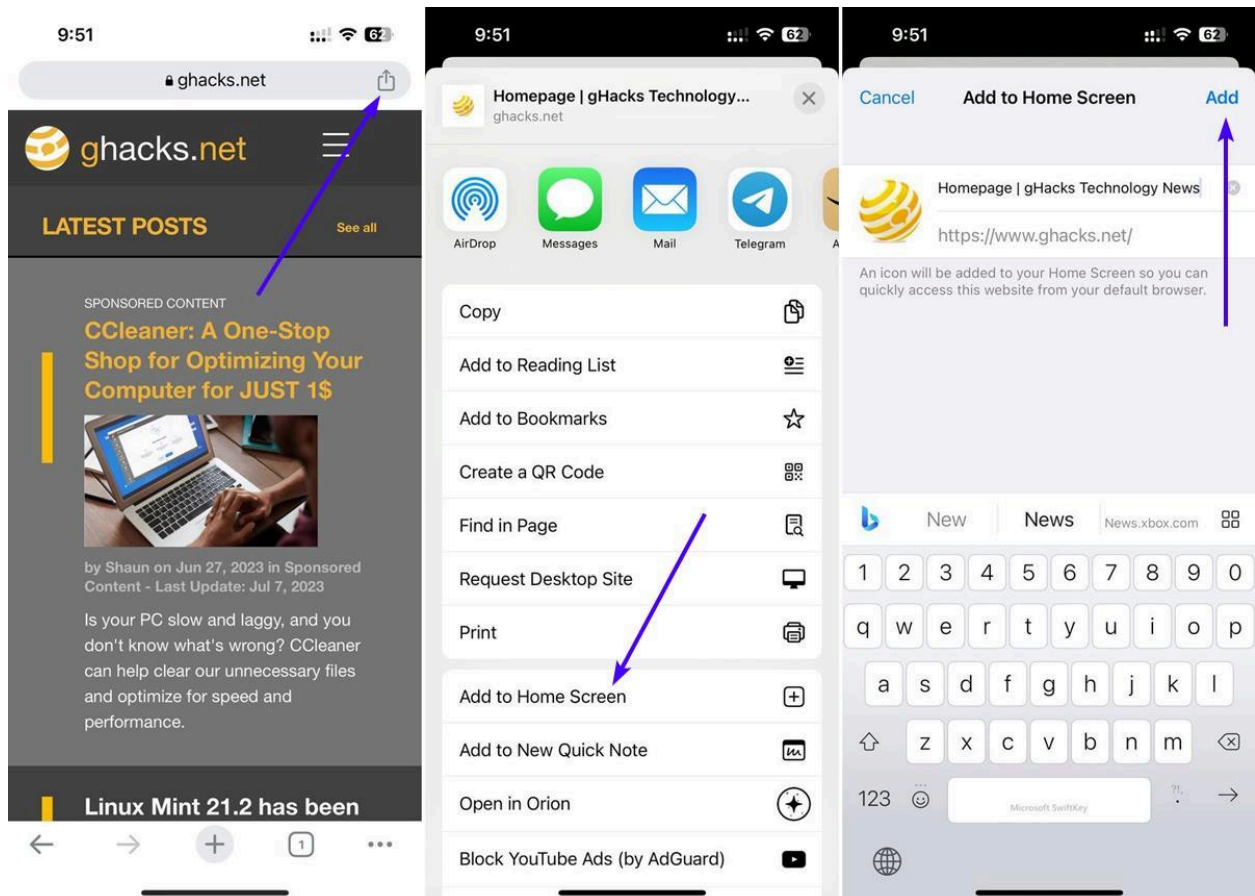 9:51
62
ghacks.net
ghacks.net
LATEST POSTS
See all
SPONSORED CONTENT
CCleaner: A One-Stop
Shop for Optimizing Your
Computer for JUST 1$
by Shaun on Jun 27, 2023 in Sponsored
Content - Last Update: Jul 7, 2023
Is your PC slow and laggy, and you
don't know what's wrong? CCleaner
can help clear our unnecessary files
and optimize for speed and
performance.
Linux Mint 21.2 has been
1
9:51
62
Homepage | gHacks Technology...
ghacks.net
AirDrop
Messages
Mail
Telegram
A
Copy
Add to Reading List
Add to Bookmarks
Create a QR Code
Find in Page
Request Desktop Site
Print
Add to Home Screen
Add to New Quick Note
Open in Orion
Block YouTube Ads (by AdGuard)
9:51
62
Cancel
Add to Home Screen
Add
Homepage | gHacks Technology News
https://www.ghacks.net/
An icon will be added to your Home Screen so you can
quickly access this website from your default browser.
New
News
News.xbox.com
1 2 3 4 5 6 7 8 9 0
q w e r t y u i o p
a s d f g h j k l
z x c v b n m
123
Microsoft SwiftKey
?!,
.